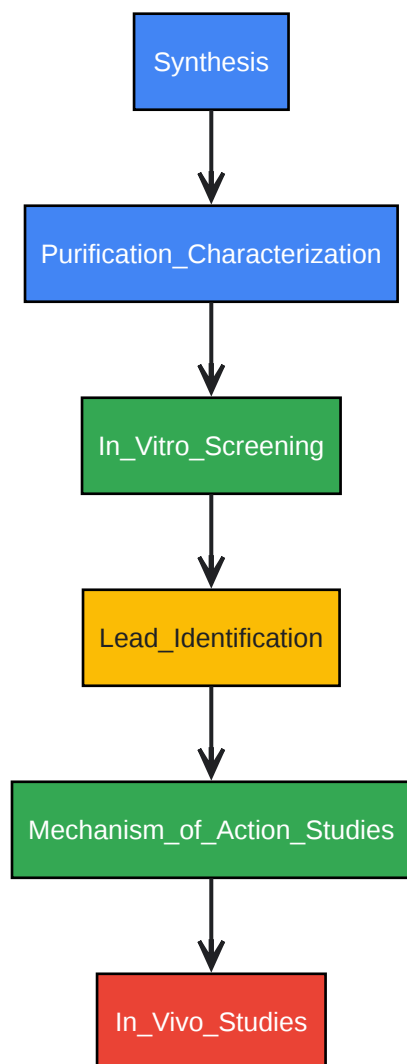 Synthesis
Purification_Characterization
In_Vitro_Screening
Lead_Identification
Mechanism_of_Action_Studies
In_Vivo_Studies